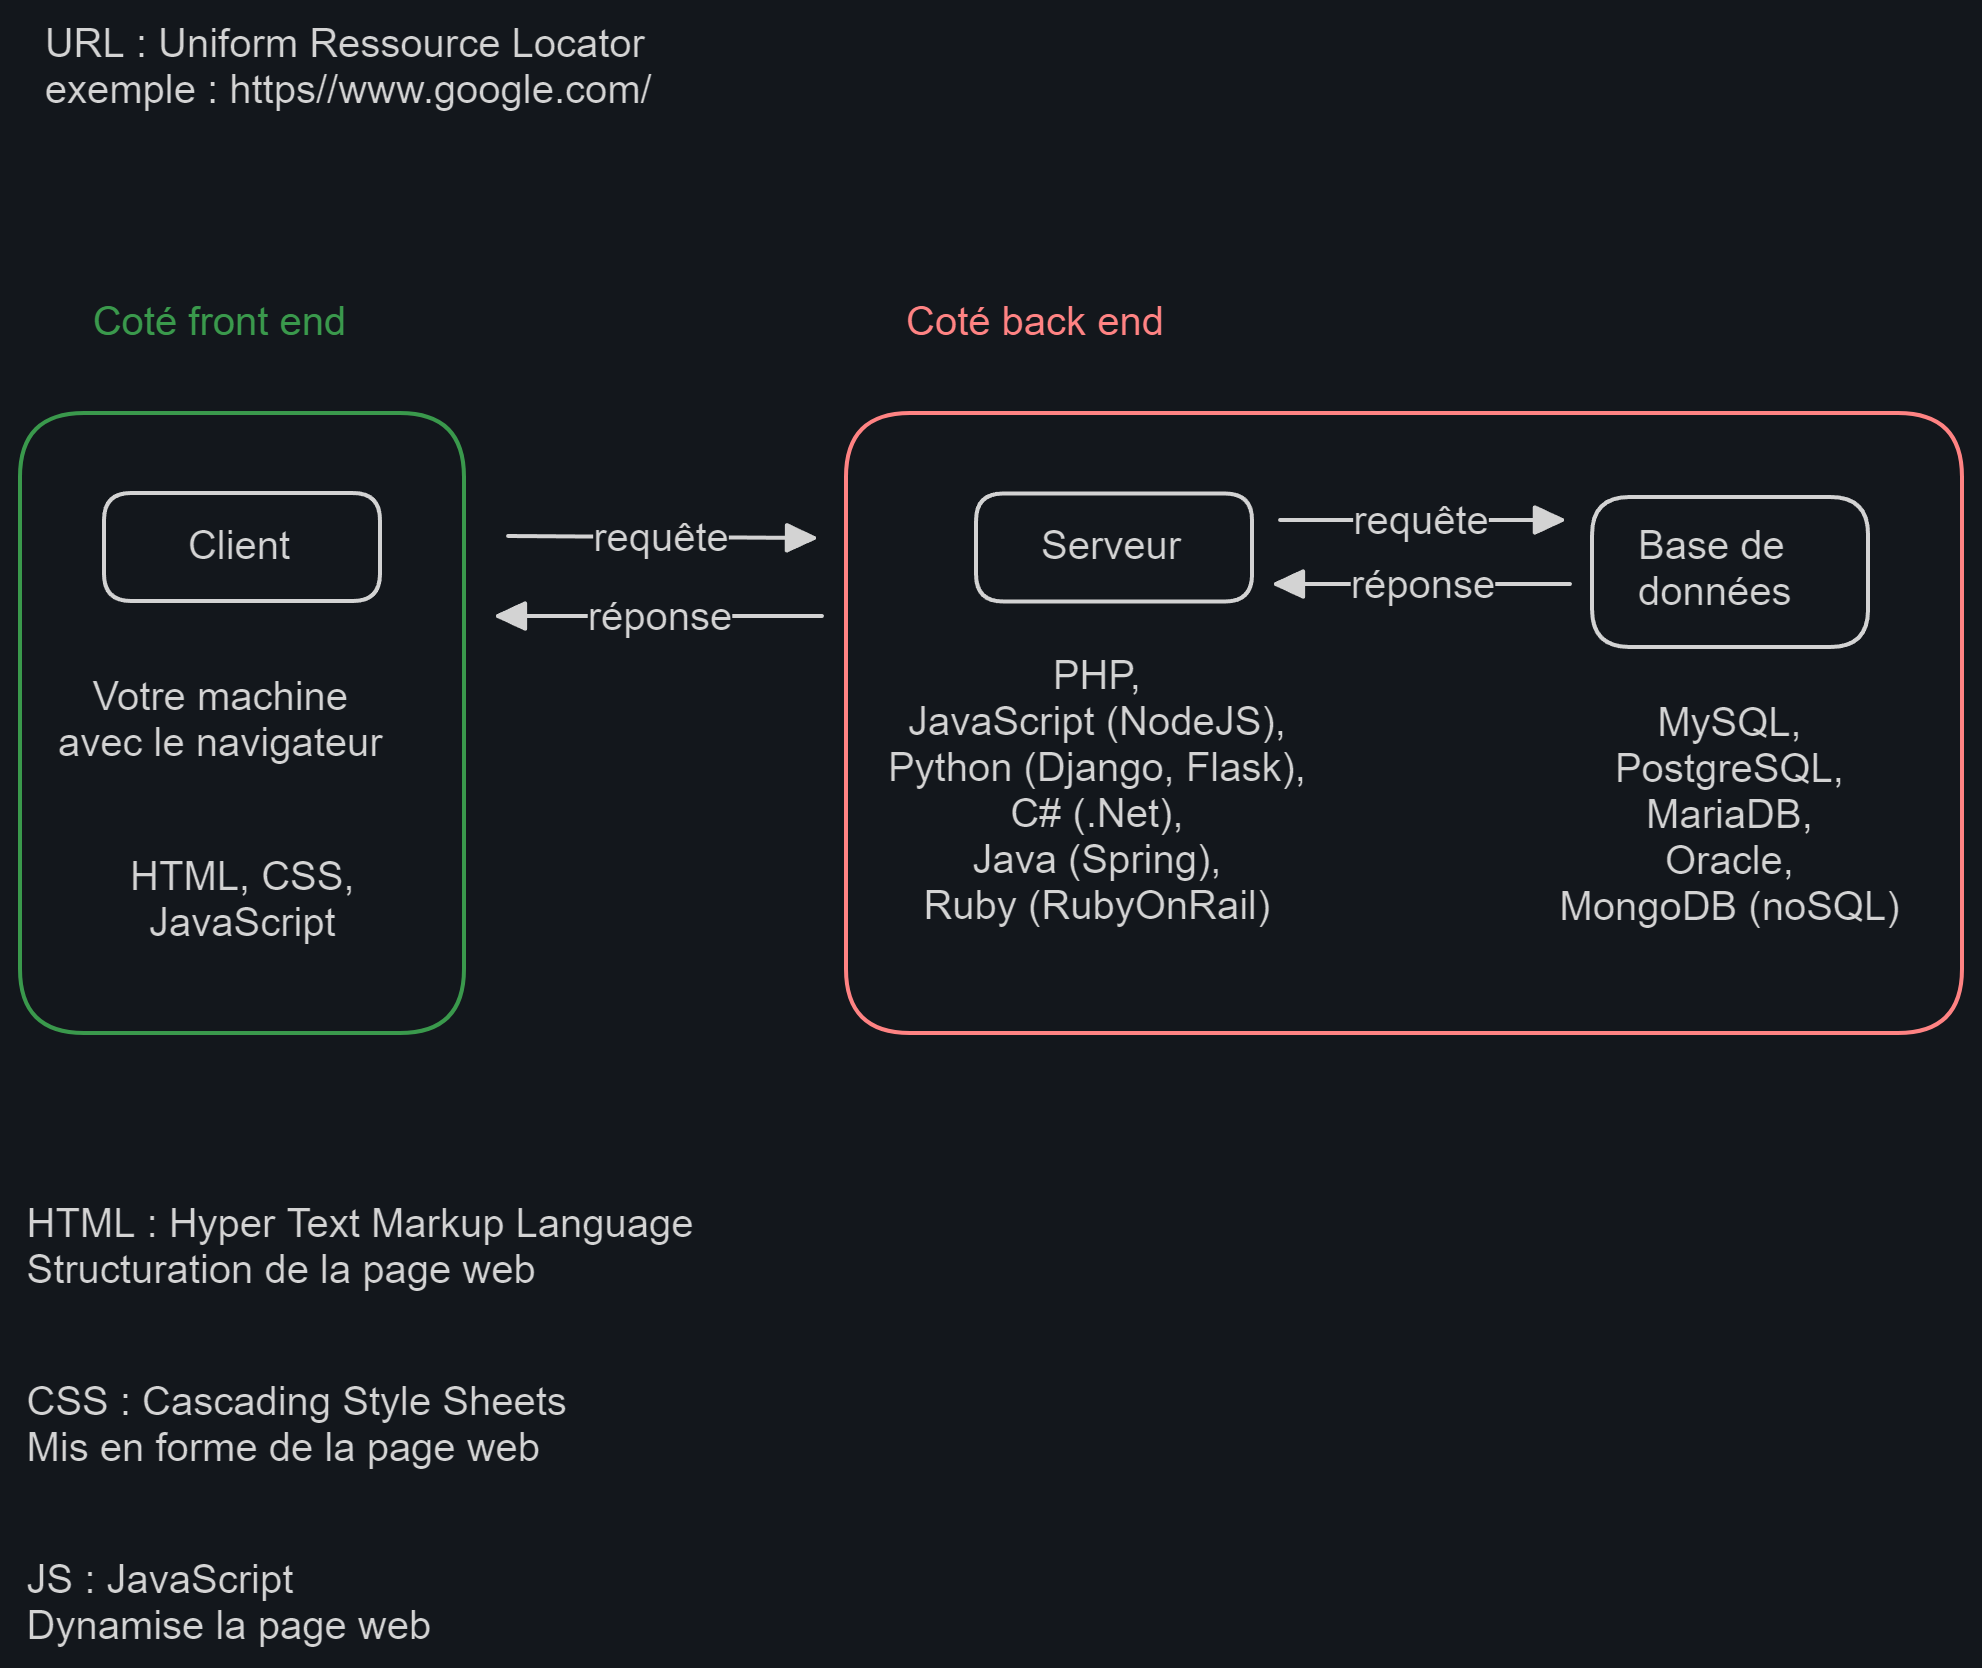 URL : Uniform Ressource Locator
exemple : https//www.google.com/
Coté front end
Coté back end
Client
requête
réponse
Serveur
requête
réponse
Base de
données
Votre machine
avec le navigateur
HTML, CSS,
JavaScript
PHP,
JavaScript (NodeJS),
Python (Django, Flask),
C# (.Net),
Java (Spring),
Ruby (RubyOnRail)
MySQL,
PostgreSQL,
MariaDB,
Oracle,
MongoDB (noSQL)
HTML : Hyper Text Markup Language
Structuration de la page web
CSS : Cascading Style Sheets
Mis en forme de la page web
JS : JavaScript
Dynamise la page web